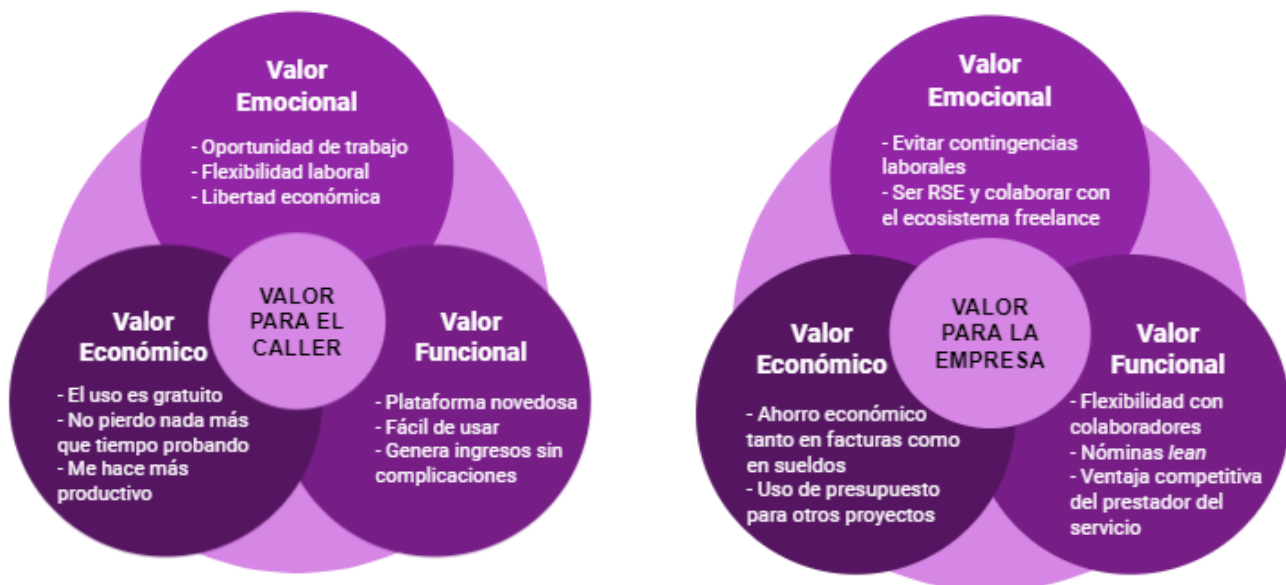 Valor
Emocional
- Oportunidad de trabajo
- Flexibilidad laboral
- Libertad económica
VALOR
PARA EL
CALLER
Valor
Económico
- El uso es gratuito
- No pierdo nada más
que tiempo probando
- Me hace más
productivo
Valor
Funcional
- Plataforma novedosa
- Fácil de usar
- Genera ingresos sin
complicaciones
Valor
Emocional
- Evitar contingencias
laborales
- Ser RSE y colaborar con
el ecosistema freelance
VALOR
PARA LA
EMPRESA
Valor
Económico
- Ahorro económico
tanto en facturas como
en sueldos
- Uso de presupuesto
para otros proyectos
Valor
Funcional
- Flexibilidad con
colaboradores
- Nóminas lean
- Ventaja competitiva
del prestador del
servicio